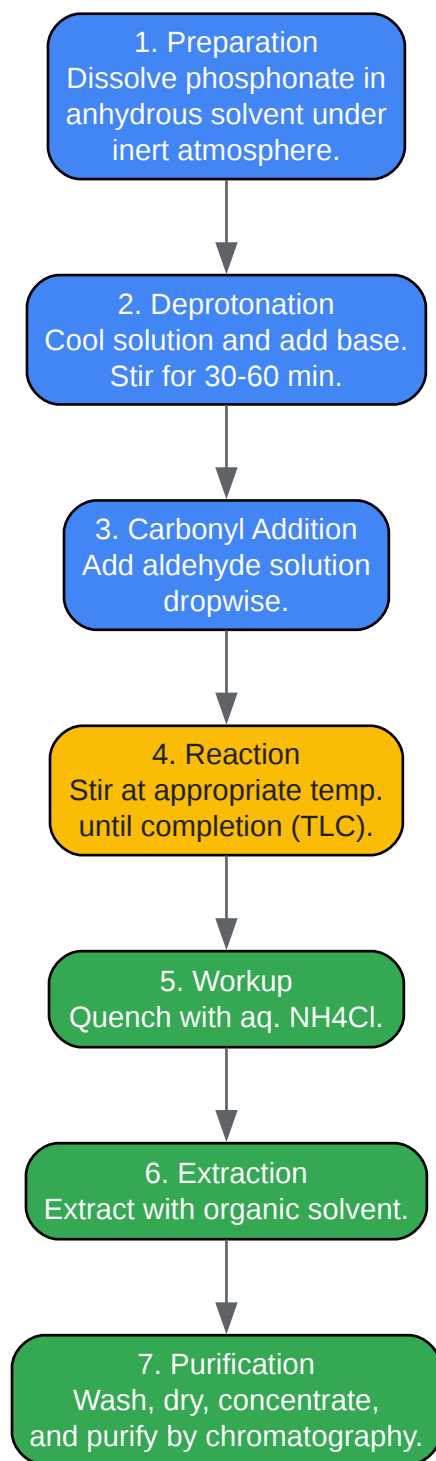 1. Preparation
Dissolve phosphonate in
anhydrous solvent under
inert atmosphere.
2. Deprotonation
Cool solution and add base.
Stir for 30-60 min.
3. Carbonyl Addition
Add aldehyde solution
dropwise.
4. Reaction
Stir at appropriate temp.
until completion (TLC).
5. Workup
Quench with aq. NH4Cl.
6. Extraction
Extract with organic solvent.
7. Purification
Wash, dry, concentrate,
and purify by chromatography.